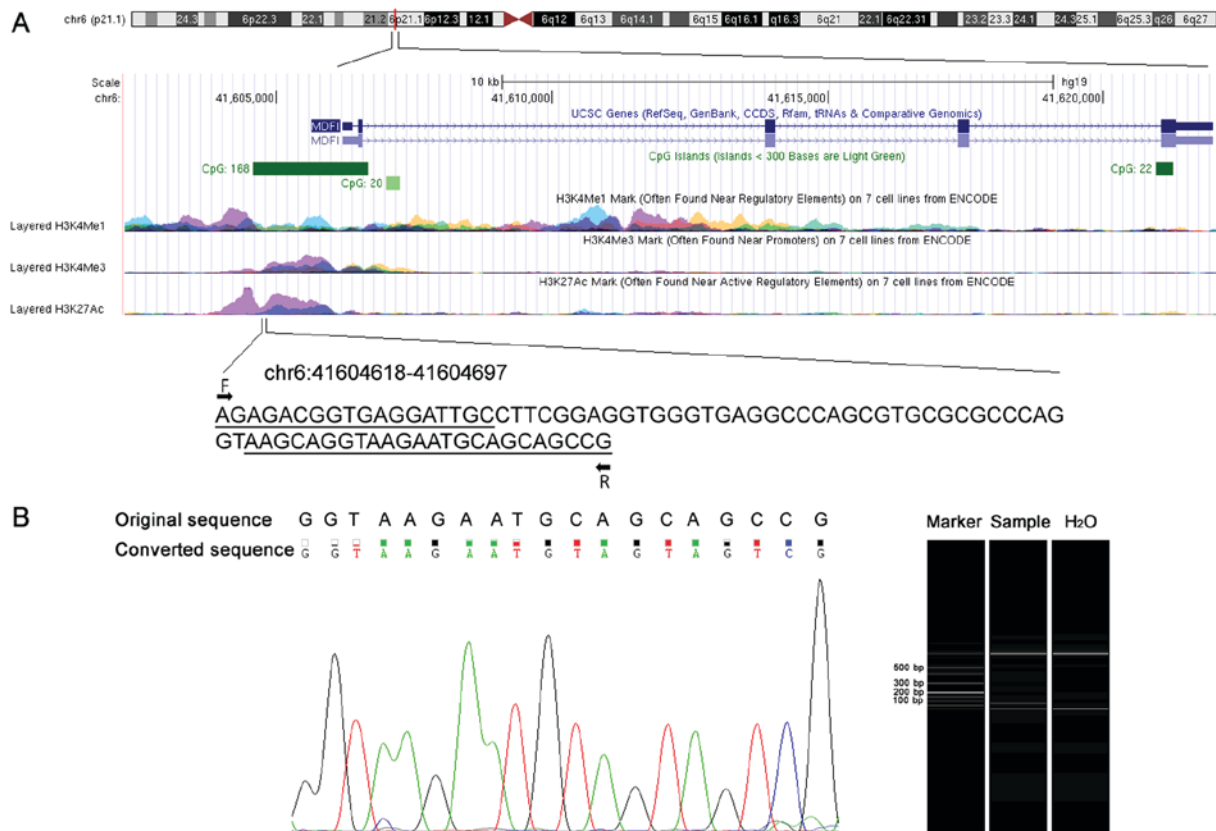 A
chr6 (p21.1) 24.3 6p22.3 22.1 21.2 6p21.1 6p12.3 12.1 6q12 6q13 6q14.1 6q15 6q16.1 q16.3 6q21 22.1 6q22.31 23.2 23.3 24.1 24.3 25.1 25.3 q26 6q27
Scale 10 kb hg19
chr6: 41,605,000 41,610,000 41,615,000 41,620,000
UCSC Genes (RefSeq, GenBank, CCDS, Rfam, tRNAs & Comparative Genomics)
MDFI
MDFI
CpG Islands (Islands < 300 Bases are Light Green)
CpG: 168 CpG: 22
CpG: 20
H3K4Me1 Mark (Often Found Near Regulatory Elements) on 7 cell lines from ENCODE
Layered H3K4Me1
H3K4Me3 Mark (Often Found Near Promoters) on 7 cell lines from ENCODE
Layered H3K4Me3
H3K27Ac Mark (Often Found Near Active Regulatory Elements) on 7 cell lines from ENCODE
Layered H3K27Ac
chr6:41604618-41604697
F
AGAGACGGTGAGGATTGCCTTCGGAGGTGGGTGAGGCCCAGCGTGCGCGCCCAG
GTAAGCAGGTAAGAATGCAGCAGCCG
R
B
Original sequence G G T A A G A A T G C A G C A G C C G
Converted sequence G G T A A G A A T G T A G T A G T C G
Marker Sample H2O
500 bp
300 bp
200 bp
100 bp